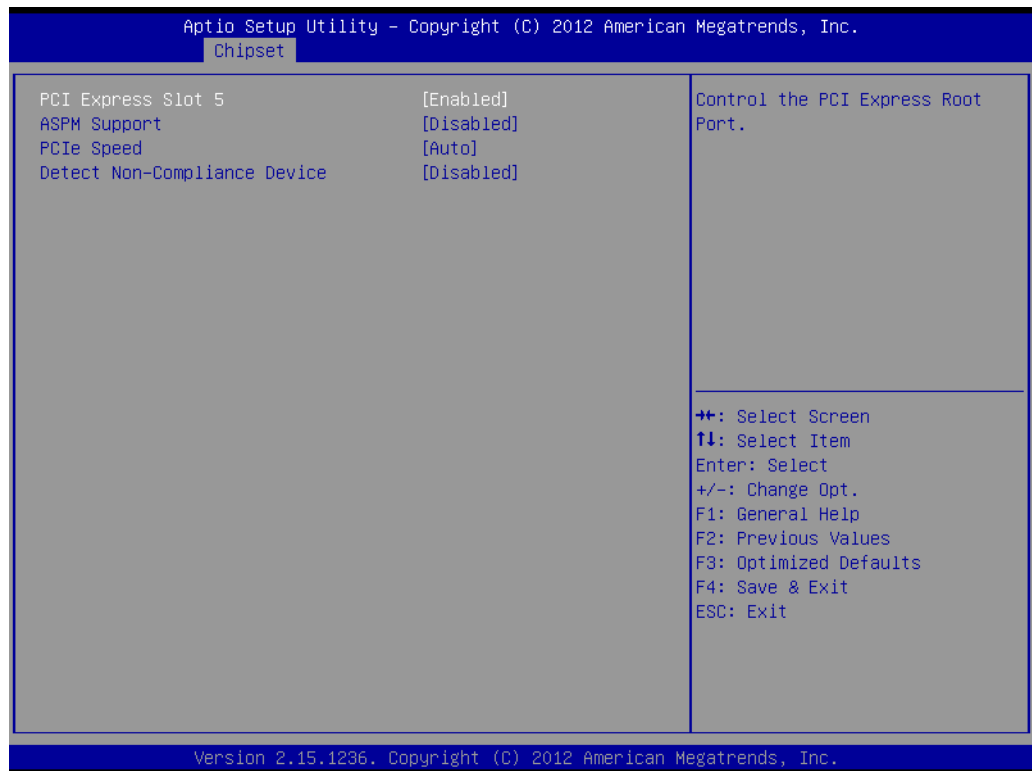 Aptio Setup Utility – Copyright (C) 2012 American Megatrends, Inc.
Chipset
PCI Express Slot 5 [Enabled]
ASPM Support [Disabled]
PCIe Speed [Auto]
Detect Non-Compliance Device [Disabled]
Control the PCI Express Root
Port.
→←: Select Screen
↑↓: Select Item
Enter: Select
+/-: Change Opt.
F1: General Help
F2: Previous Values
F3: Optimized Defaults
F4: Save & Exit
ESC: Exit
Version 2.15.1236. Copyright (C) 2012 American Megatrends, Inc.